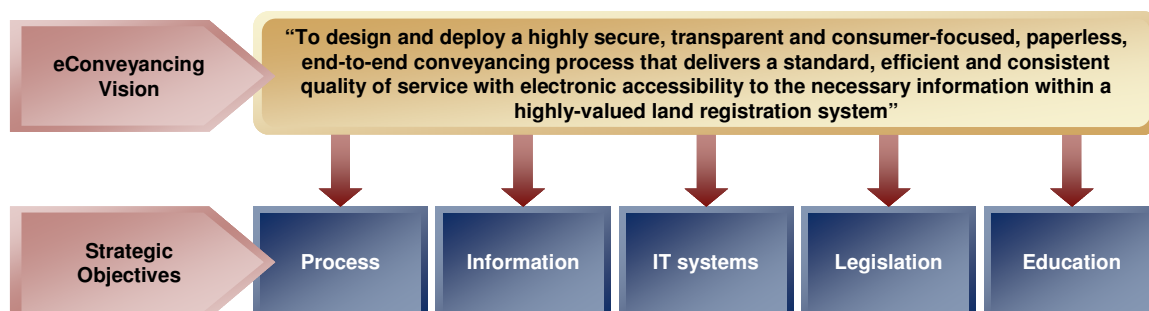 eConveyancing
Vision
“To design and deploy a highly secure, transparent and consumer-focused, paperless,
end-to-end conveyancing process that delivers a standard, efficient and consistent
quality of service with electronic accessibility to the necessary information within a
highly-valued land registration system”
Strategic
Objectives
Process
Information
IT systems
Legislation
Education